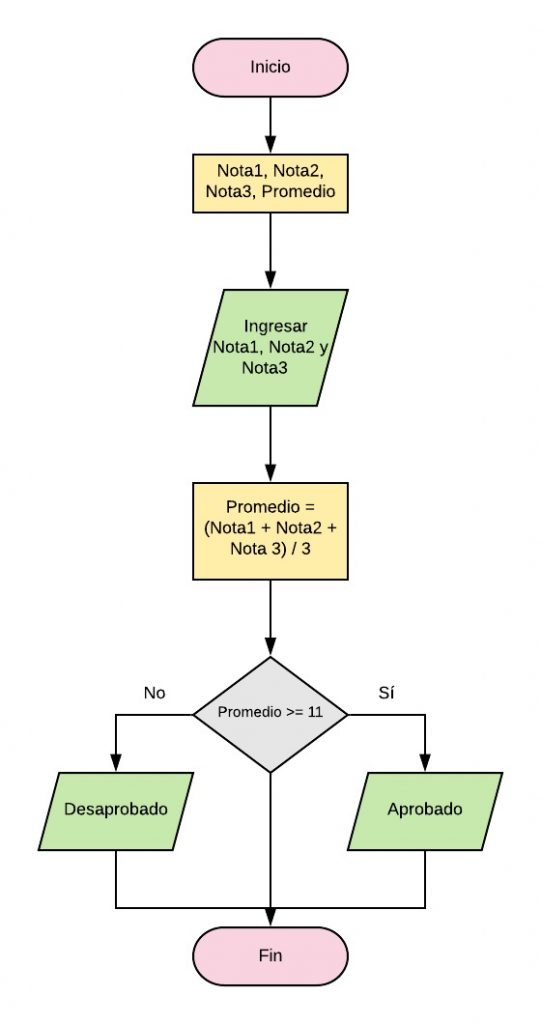 Inicio
Nota1, Nota2,
Nota3, Promedio
Ingresar
Nota1, Nota2 y
Nota3
Promedio =
(Nota1 + Nota2 +
Nota 3) / 3
Promedio >= 11
No
Sí
Desaprobado
Aprobado
Fin